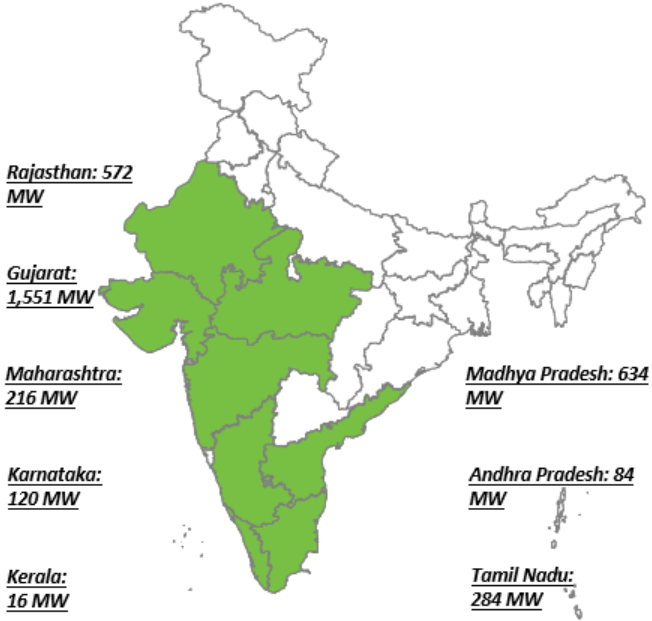 Rajasthan: 572
MW
Gujarat:
1,551 MW
Maharashtra:
216 MW
Madhya Pradesh: 634
MW
Karnataka:
120 MW
Andhra Pradesh: 84
MW
Kerala:
16 MW
Tamil Nadu:
284 MW